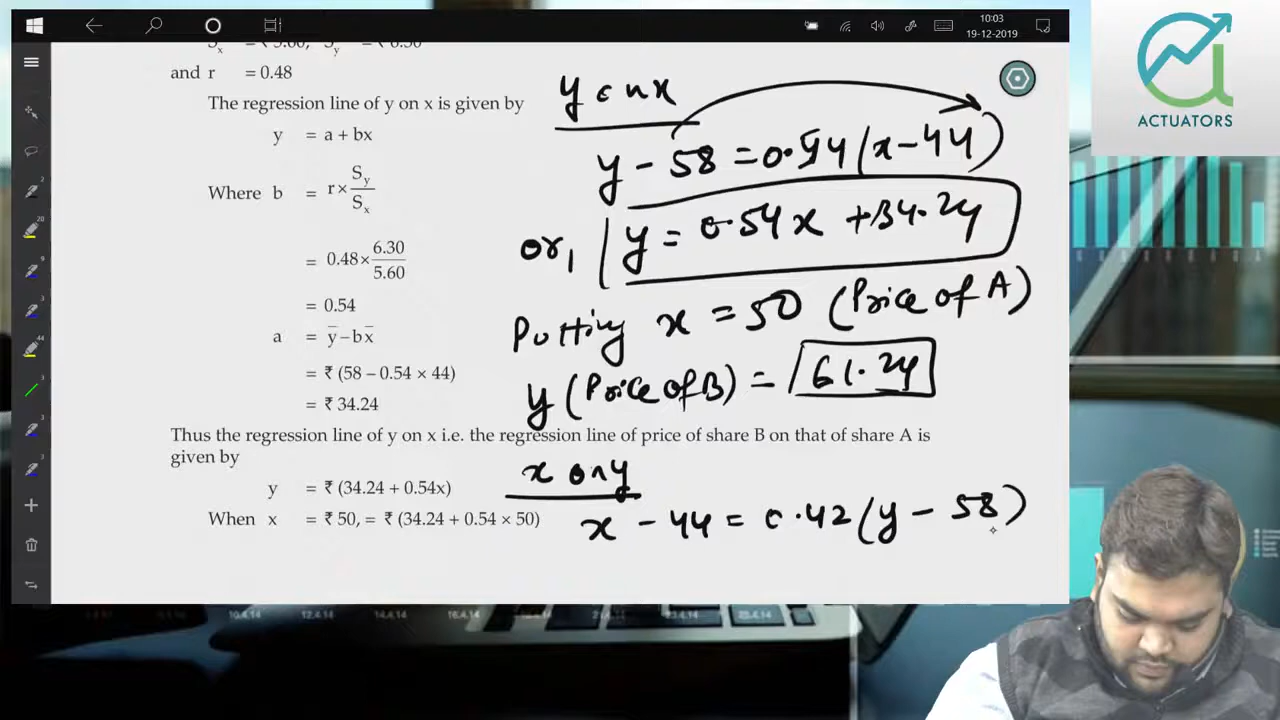 10:03
19-12-2019
ACTUATORS
and r = 0.48
The regression line of y on x is given by
y = a + bx
Where b = r × Sy / Sx
= 0.48 × 6.30 / 5.60
= 0.54
a = y̅ – bx̅
= ₹ (58 – 0.54 × 44)
= ₹ 34.24
Thus the regression line of y on x i.e. the regression line of price of share B on that of share A is
given by
y = ₹ (34.24 + 0.54x)
When x = ₹ 50, = ₹ (34.24 + 0.54 × 50)
y on x
y - 58 = 0.54 (x - 44)
or, y = 0.54x + 34.24
Putting x = 50 (Price of A)
y (Price of B) = 61.24
x on y
x - 44 = 0.42 (y - 58)